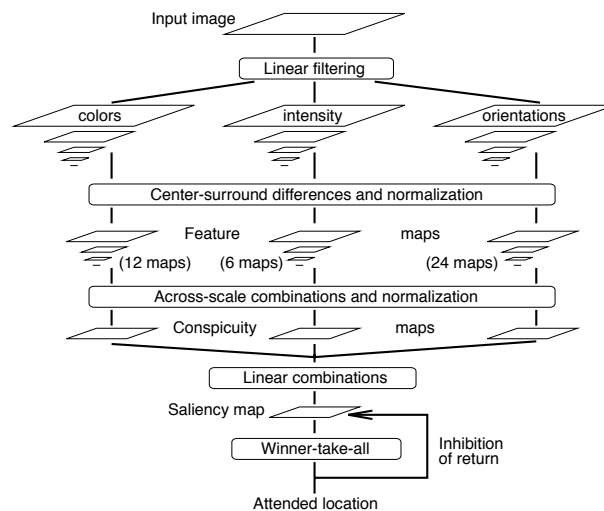 Input image
Linear filtering
colors intensity orientations
Center-surround differences and normalization
Feature maps
(12 maps) (6 maps) (24 maps)
Across-scale combinations and normalization
Conspicuity maps
Linear combinations
Saliency map
Winner-take-all
Inhibition
of return
Attended location